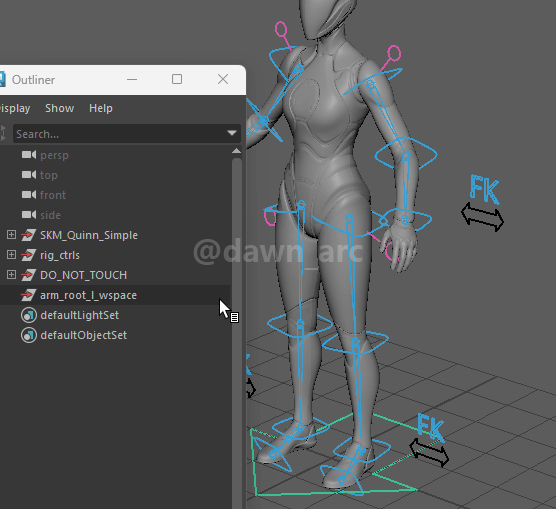 Outliner
isplay Show Help
Search...
persp
top
front
side
SKM_Quinn_Simple
rig_ctrls
DO_NOT_TOUCH
arm_root_l_wspace
defaultLightSet
defaultObjectSet
@dawn_arc
FK
FK